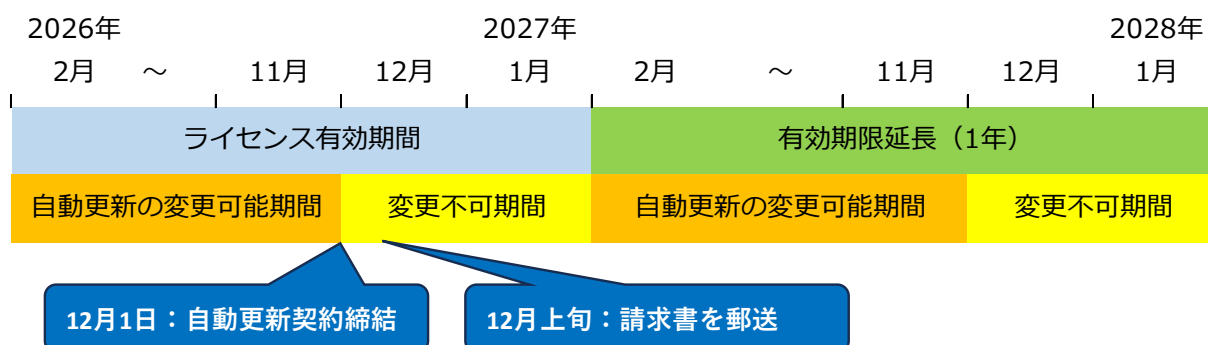 2026年 2027年 2028年
2月 ～ 11月 12月 1月 2月 ～ 11月 12月 1月
ライセンス有効期間 有効期限延長（1年）
自動更新の変更可能期間 変更不可期間 自動更新の変更可能期間 変更不可期間
12月1日：自動更新契約締結 12月上旬：請求書を郵送